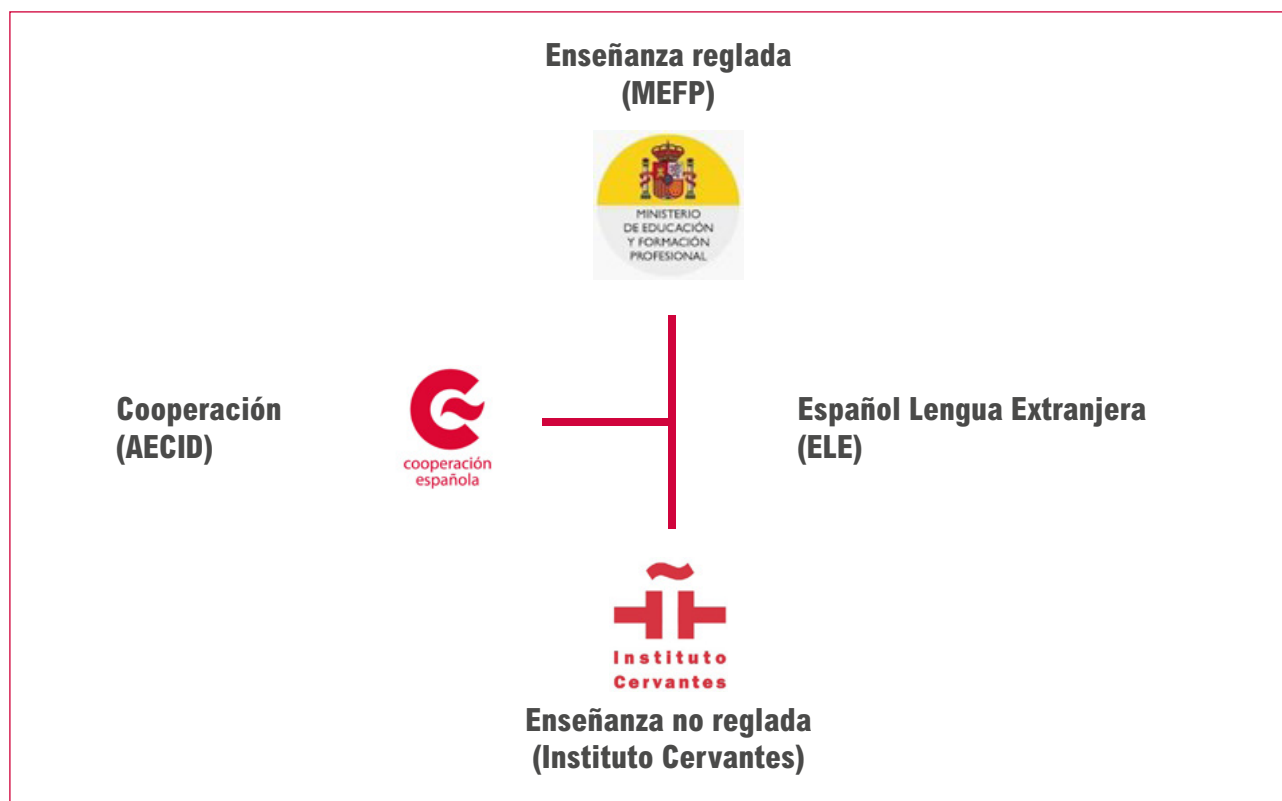 Enseñanza reglada
(MEFP)
MINISTERIO
DE EDUCACIÓN
Y FORMACIÓN
PROFESIONAL
Cooperación
(AECID)
cooperación
española
Español Lengua Extranjera
(ELE)
Instituto
Cervantes
Enseñanza no reglada
(Instituto Cervantes)